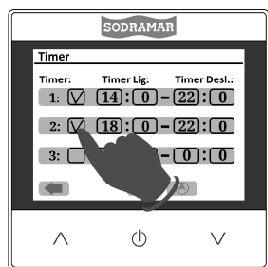 SODRAMAR
Timer
Timer: Timer Lig.: Timer Desl.:
1: 14 : 0 - 22 : 0
2: 18 : 0 - 22 : 0
3: - 0 : 0